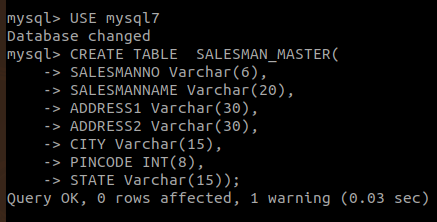 mysql> USE mysql7
Database changed
mysql> CREATE TABLE  SALESMAN_MASTER(
    -> SALESMANNO Varchar(6),
    -> SALESMANNAME Varchar(20),
    -> ADDRESS1 Varchar(30),
    -> ADDRESS2 Varchar(30),
    -> CITY Varchar(15),
    -> PINCODE INT(8),
    -> STATE Varchar(15));
Query OK, 0 rows affected, 1 warning (0.03 sec)